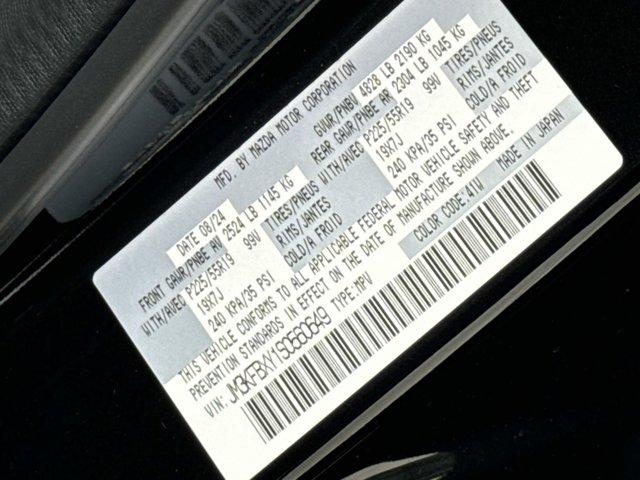 MFD. BY MAZDA MOTOR CORPORATION
DATE 08/24 GVWR/PNBV 4828 LB 2190 KG
FRONT GAWR/PNBE AV 2524 LB 1145 KG REAR GAWR/PNBE AR 2304 LB 1045 KG
WITH/AVEC P225/55R19 99V TIRES/PNEUS WITH/AVEC P225/55R19 99V TIRES/PNEUS
19X7J RIMS/JANTES 19X7J RIMS/JANTES
240 KPA/35 PSI COLD/A FROID 240 KPA/35 PSI COLD/A FROID
THIS VEHICLE CONFORMS TO ALL APPLICABLE FEDERAL MOTOR VEHICLE SAFETY AND THEFT
PREVENTION STANDARDS IN EFFECT ON THE DATE OF MANUFACTURE SHOWN ABOVE.
VIN: JM3KFBXY1S0560649 TYPE:MPV COLOR CODE:41W MADE IN JAPAN